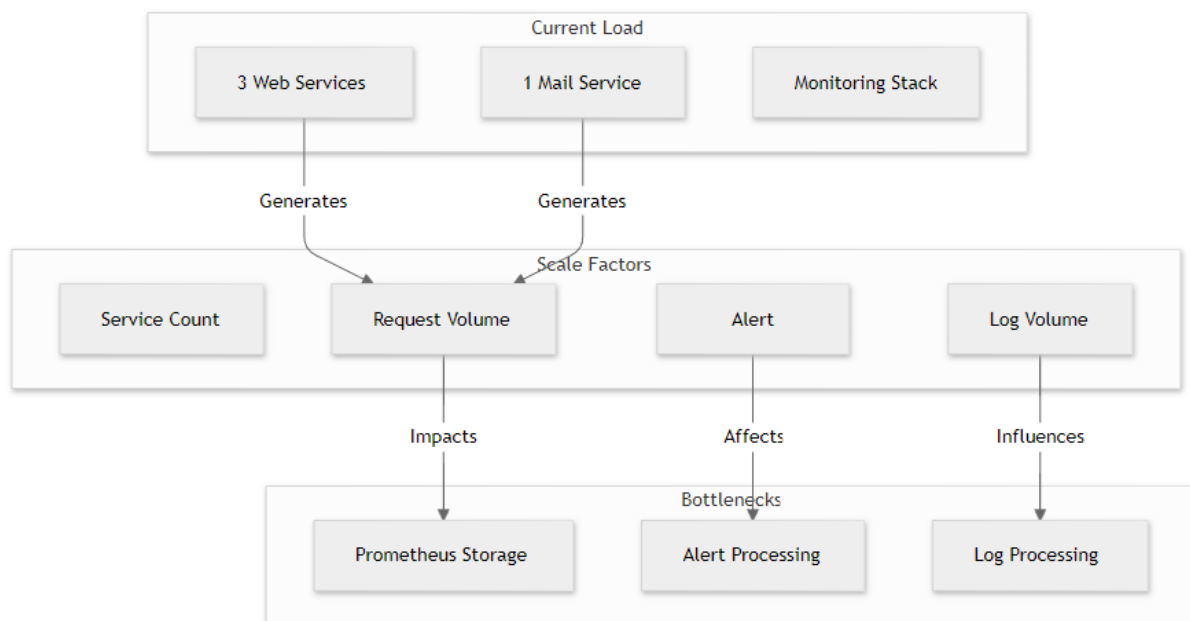 Current Load
3 Web Services
1 Mail Service
Monitoring Stack
Generates
Generates
Scale Factors
Service Count
Request Volume
Alert
Log Volume
Impacts
Affects
Influences
Bottlenecks
Prometheus Storage
Alert Processing
Log Processing